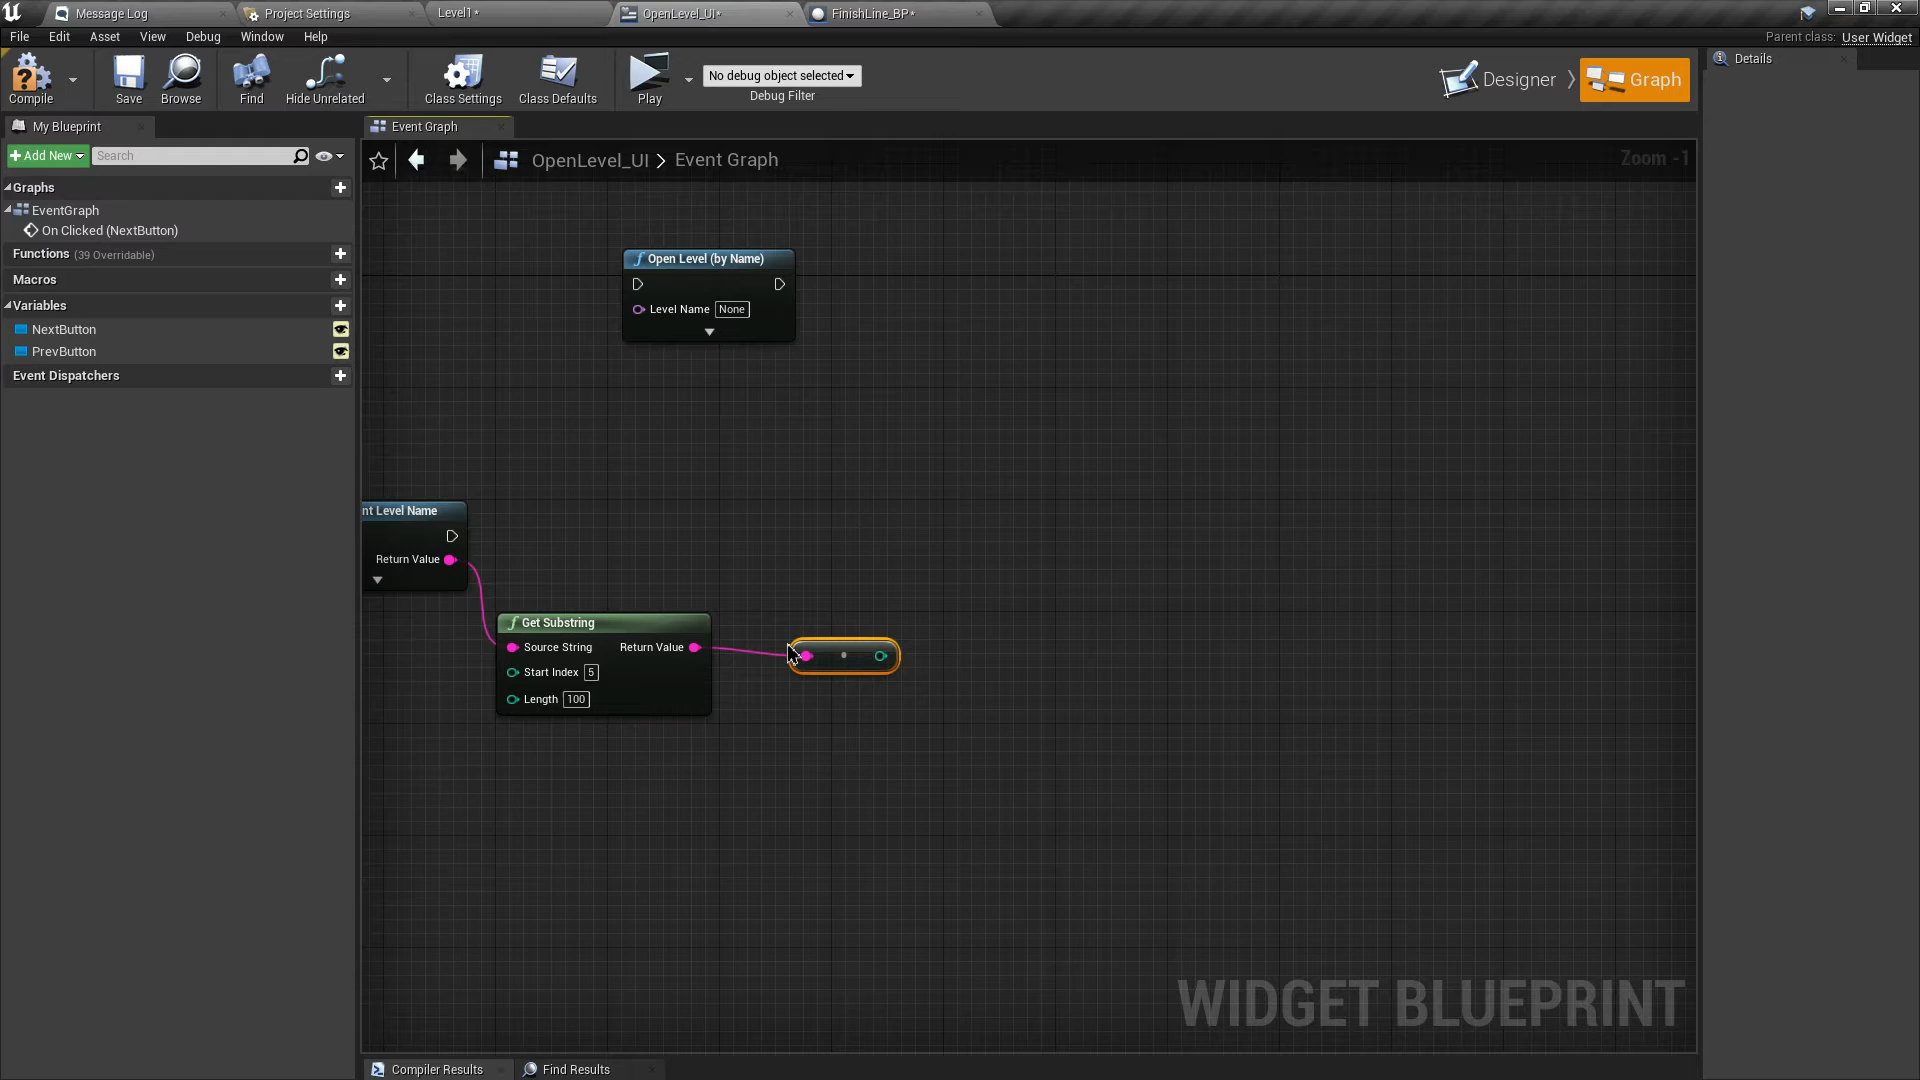 Message Log
Project Settings
Level1*
OpenLevel_UI*
FinishLine_BP*
File Edit Asset View Debug Window Help
Parent class: User Widget
Compile
Save
Browse
Find
Hide Unrelated
Class Settings
Class Defaults
Play
No debug object selected
Debug Filter
Designer
Graph
Details
My Blueprint
Add New
Search
Graphs
EventGraph
On Clicked (NextButton)
Functions (39 Overridable)
Macros
Variables
NextButton
PrevButton
Event Dispatchers
Event Graph
OpenLevel_UI > Event Graph
Zoom -1
f Open Level (by Name)
Level Name None
nt Level Name
Return Value
f Get Substring
Source String Return Value
Start Index 5
Length 100
WIDGET BLUEPRINT
Compiler Results
Find Results